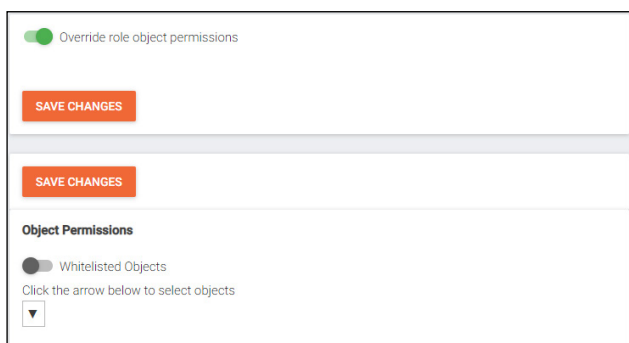 Override role object permissions
SAVE CHANGES
SAVE CHANGES
Object Permissions
Whitelisted Objects
Click the arrow below to select objects
▼